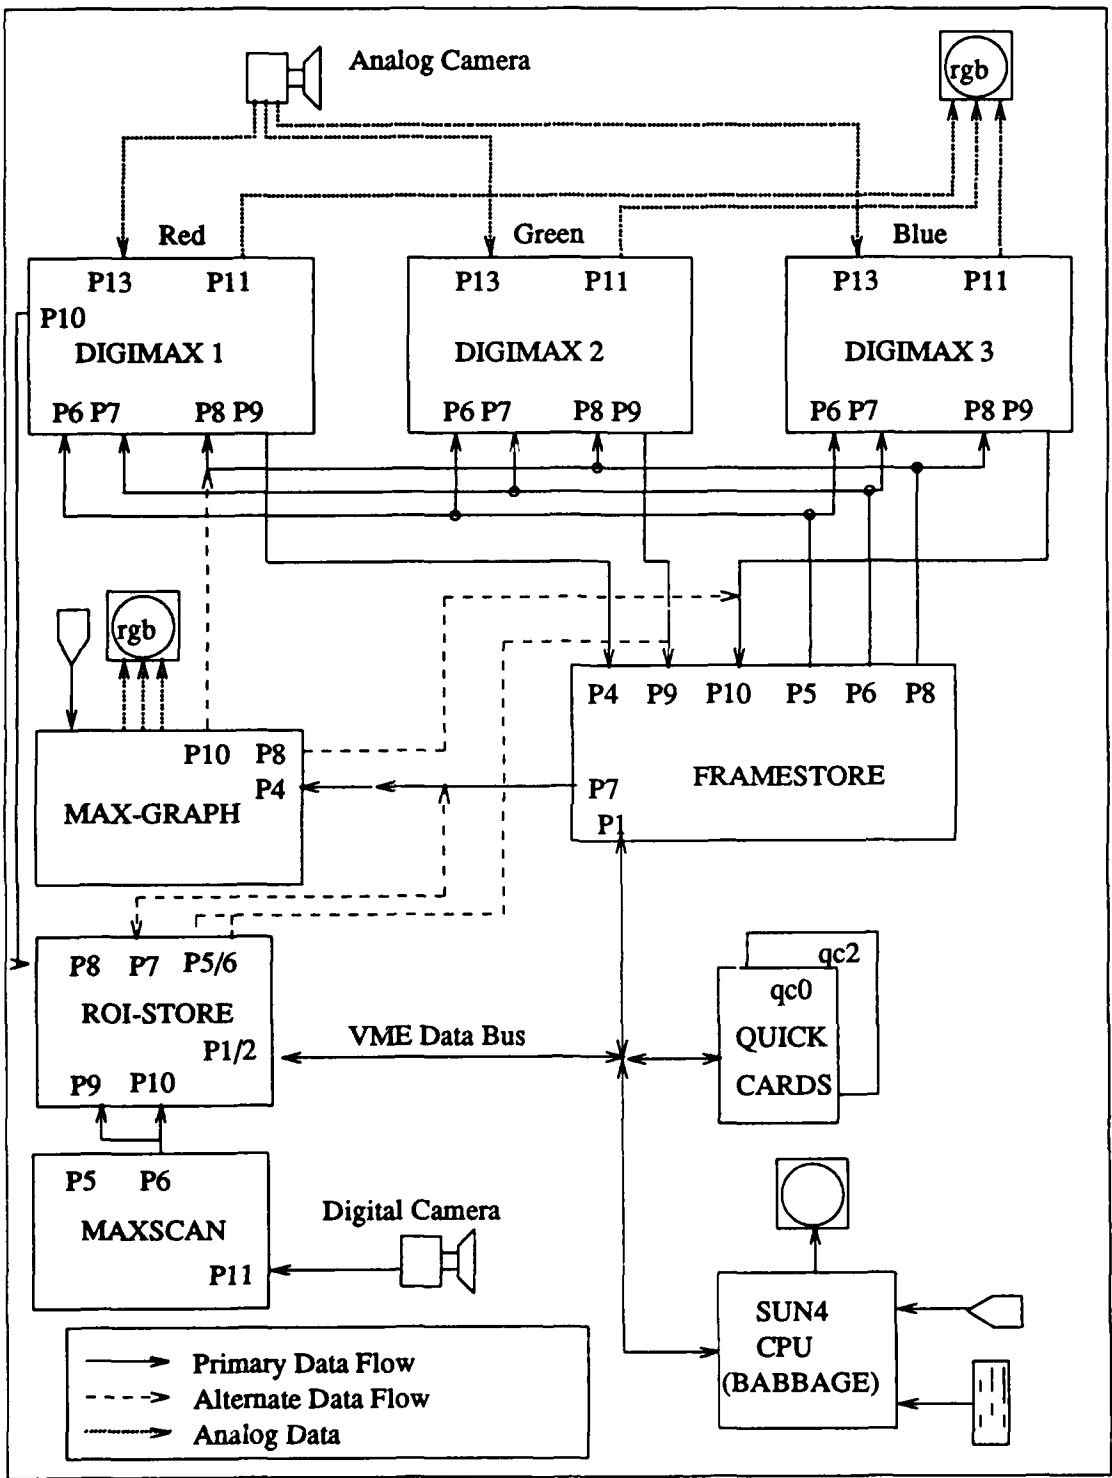 Analog Camera
rgb
Red
Green
Blue
P13 P11
P10
DIGIMAX 1
P6 P7 P8 P9
P13 P11
DIGIMAX 2
P6 P7 P8 P9
P13 P11
DIGIMAX 3
P6 P7 P8 P9
rgb
P10 P8
P4
MAX-GRAPH
P4 P9 P10 P5 P6 P8
FRAMESTORE
P7
P1
P8 P7 P5/6
ROI-STORE
P1/2
P9 P10
VME Data Bus
qc2
qc0
QUICK
CARDS
P5 P6
MAXSCAN
P11
Digital Camera
SUN4
CPU
(BABBAGE)
Primary Data Flow
Alternate Data Flow
Analog Data